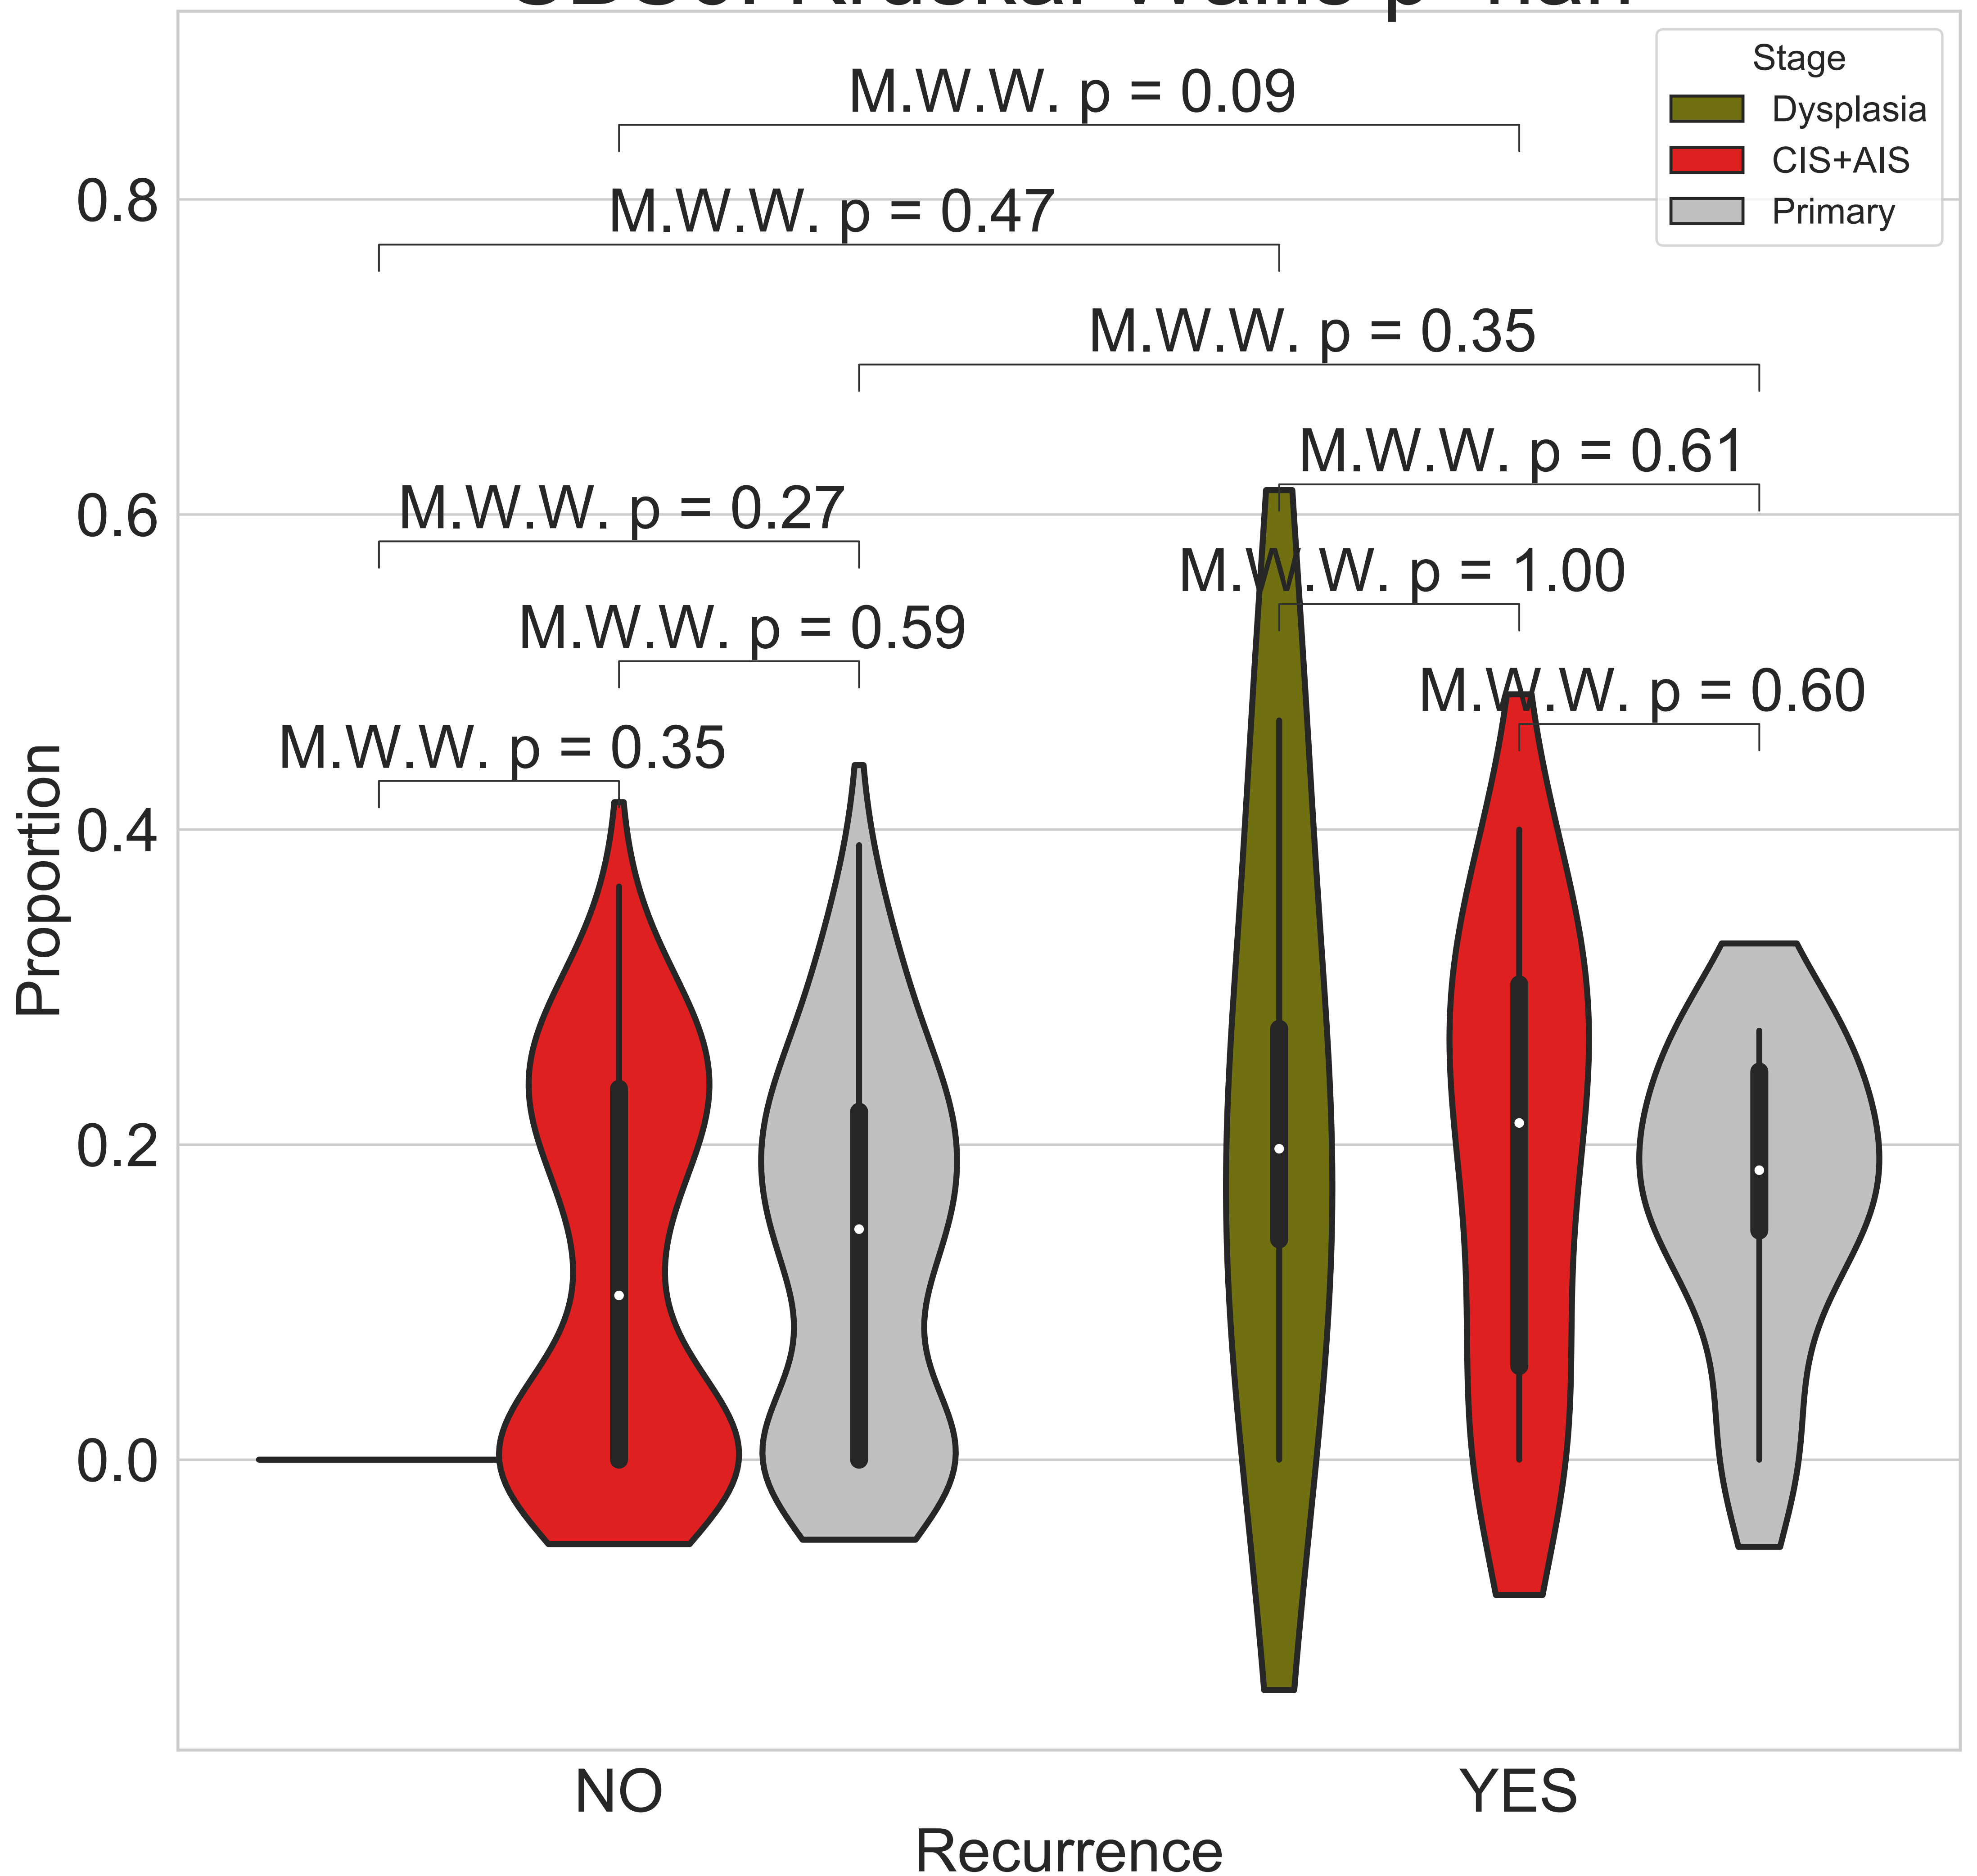 Stage
Dysplasia
CIS+AIS
Primary
M.W.W. p = 0.09
M.W.W. p = 0.47
M.W.W. p = 0.35
M.W.W. p = 0.61
M.W.W. p = 0.27
M.W.W. p = 1.00
M.W.W. p = 0.59
M.W.W. p = 0.60
M.W.W. p = 0.35
0.8
0.6
0.4
0.2
0.0
Proportion
NO
YES
Recurrence